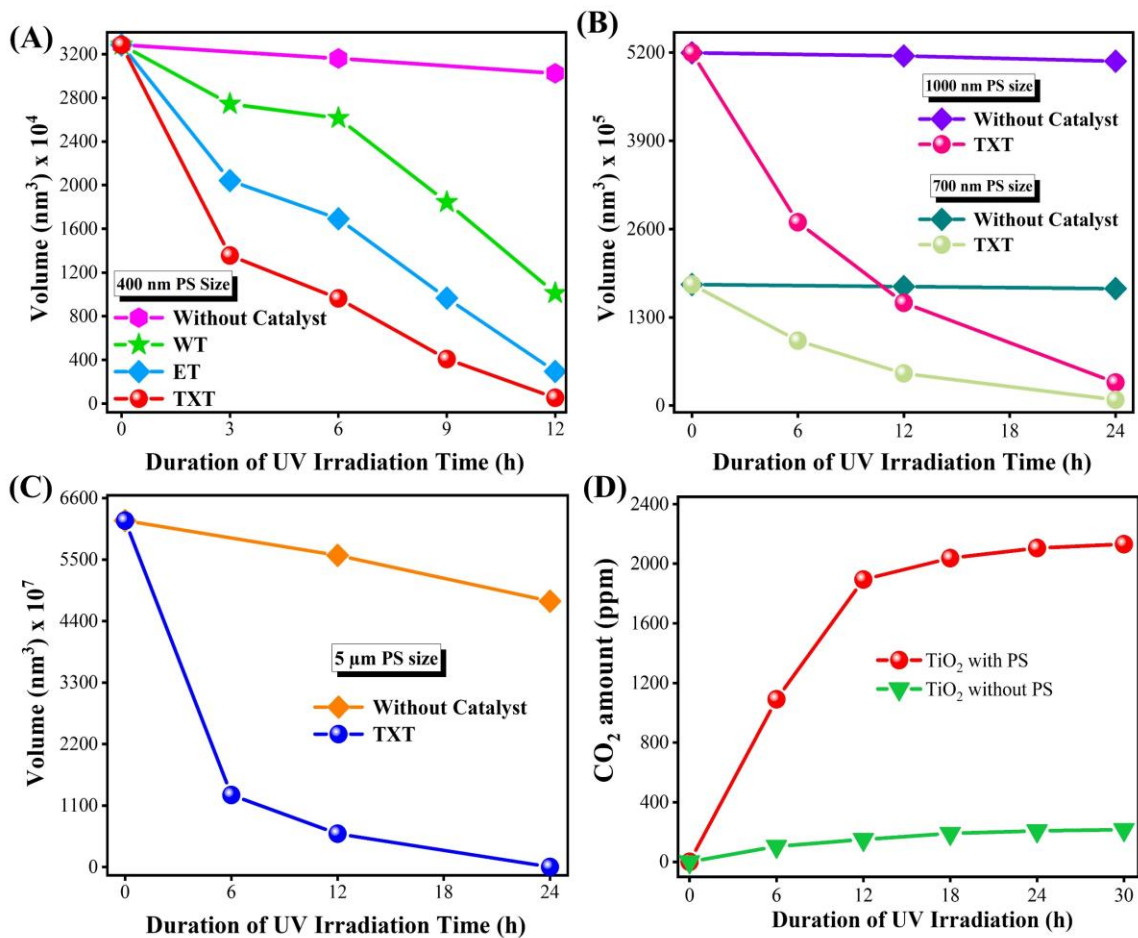 (A)
Volume (nm³) x 10⁴
3200
2800
2400
2000
1600
1200
800
400
0
400 nm PS Size
Without Catalyst
WT
ET
TXT
0 3 6 9 12
Duration of UV Irradiation Time (h)
(B)
Volume (nm³) x 10⁵
5200
3900
2600
1300
0
1000 nm PS size
Without Catalyst
TXT
700 nm PS size
Without Catalyst
TXT
0 6 12 18 24
Duration of UV Irradiation Time (h)
(C)
Volume (nm³) x 10⁷
6600
5500
4400
3300
2200
1100
0
5 µm PS size
Without Catalyst
TXT
0 6 12 24
Duration of UV Irradiation Time (h)
(D)
CO₂ amount (ppm)
2400
2000
1600
1200
800
400
0
TiO₂ with PS
TiO₂ without PS
0 6 12 18 24 30
Duration of UV Irradiation (h)